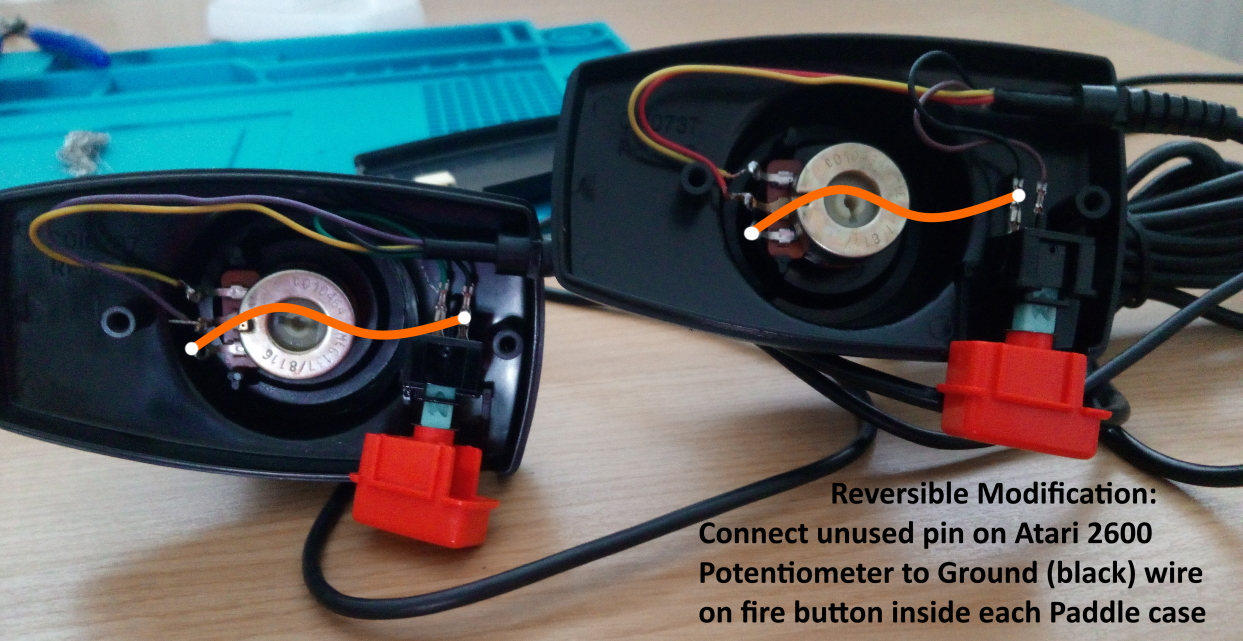 Reversible Modification:
Connect unused pin on Atari 2600
Potentiometer to Ground (black) wire
on fire button inside each Paddle case